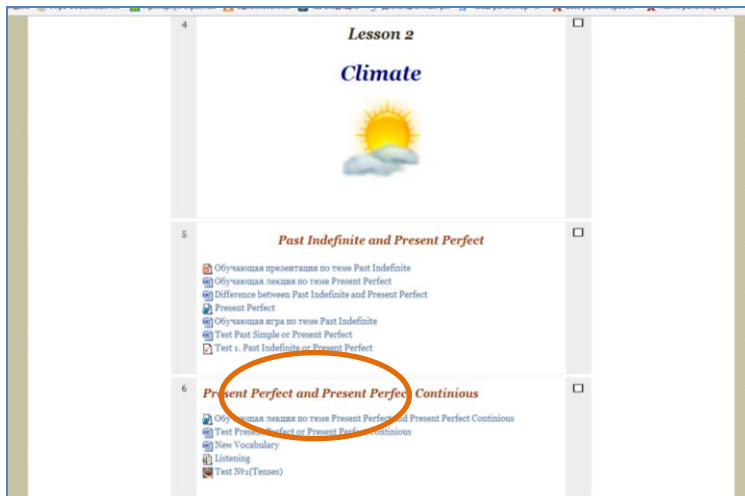 4
Lesson 2
Climate
5
Past Indefinite and Present Perfect
Обучающая презентация по теме Past Indefinite
Обучающая лекция по теме Present Perfect
Difference between Past Indefinite and Present Perfect
Present Perfect
Обучающая игра по теме Past Indefinite
Test Past Simple or Present Perfect
Test 1. Past Indefinite or Present Perfect
6
Present Perfect and Present Perfect Continious
Обучающая лекция по теме Present Perfect and Present Perfect Continious
Test Present Perfect or Present Perfect Continious
New Vocabulary
Listening
Test №1(Tenses)